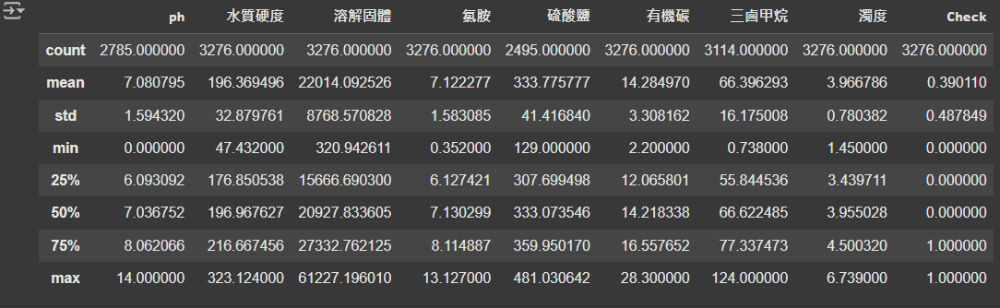 ph 水質硬度 溶解固體 氯胺 硫酸鹽 有機碳 三鹵甲烷 濁度 Check
count 2785.000000 3276.000000 3276.000000 3276.000000 2495.000000 3276.000000 3114.000000 3276.000000 3276.000000
mean 7.080795 196.369496 22014.092526 7.122277 333.775777 14.284970 66.396293 3.966786 0.390110
std 1.594320 32.879761 8768.570828 1.583085 41.416840 3.308162 16.175008 0.780382 0.487849
min 0.000000 47.432000 320.942611 0.352000 129.000000 2.200000 0.738000 1.450000 0.000000
25% 6.093092 176.850538 15666.690300 6.127421 307.699498 12.065801 55.844536 3.439711 0.000000
50% 7.036752 196.967627 20927.833605 7.130299 333.073546 14.218338 66.622485 3.955028 0.000000
75% 8.062066 216.667456 27332.762125 8.114887 359.950170 16.557652 77.337473 4.500320 1.000000
max 14.000000 323.124000 61227.196010 13.127000 481.030642 28.300000 124.000000 6.739000 1.000000